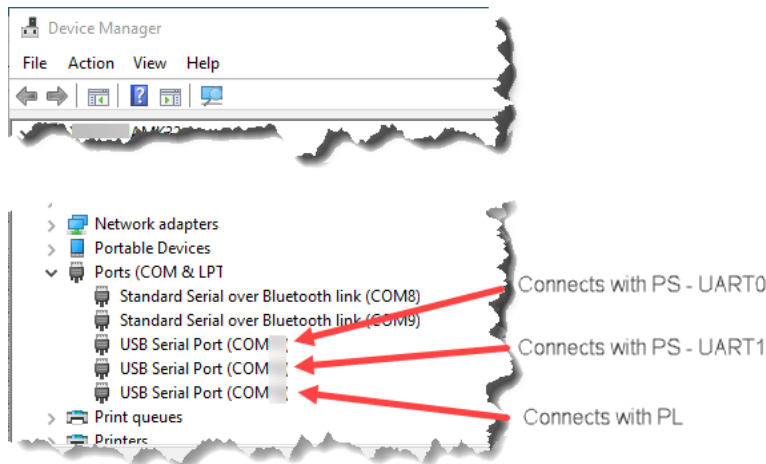 Device Manager
File Action View Help
Network adapters
Portable Devices
Ports (COM & LPT
Standard Serial over Bluetooth link (COM8)
Connects with PS - UART0
Standard Serial over Bluetooth link (COM9)
USB Serial Port (COM
Connects with PS - UART1
USB Serial Port (COM
USB Serial Port (COM
Connects with PL
Print queues
Printers